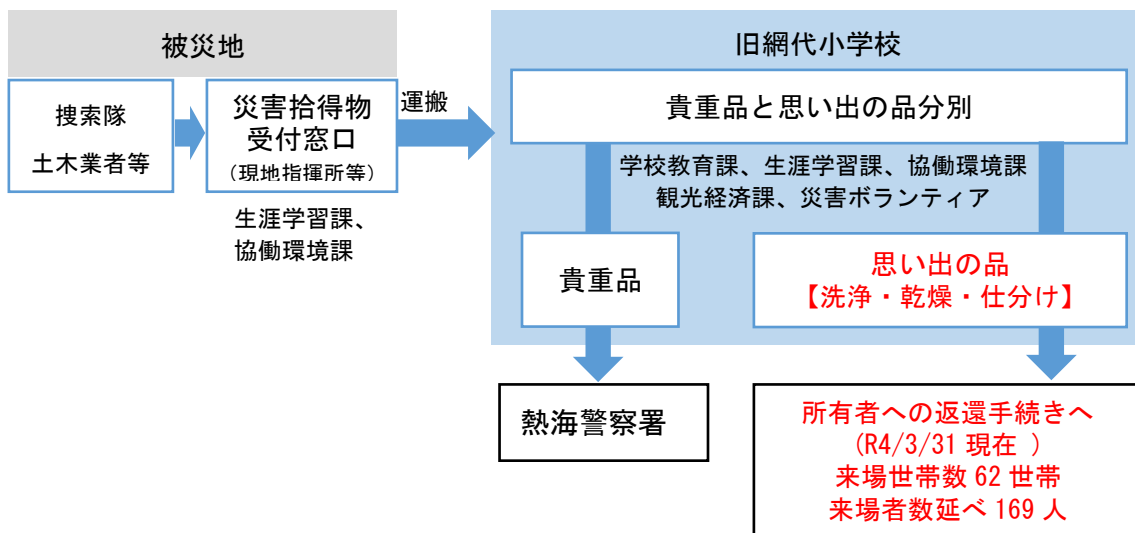 被災地
捜索隊
土木業者等
災害拾得物
受付窓口
(現地指揮所等)
生涯学習課、
協働環境課
運搬
旧網代小学校
貴重品と思い出の品分別
学校教育課、生涯学習課、協働環境課
観光経済課、災害ボランティア
貴重品
思い出の品
【洗浄・乾燥・仕分け】
熱海警察署
所有者への返還手続きへ
(R4/3/31 現在 )
来場世帯数 62 世帯
来場者数延べ 169 人